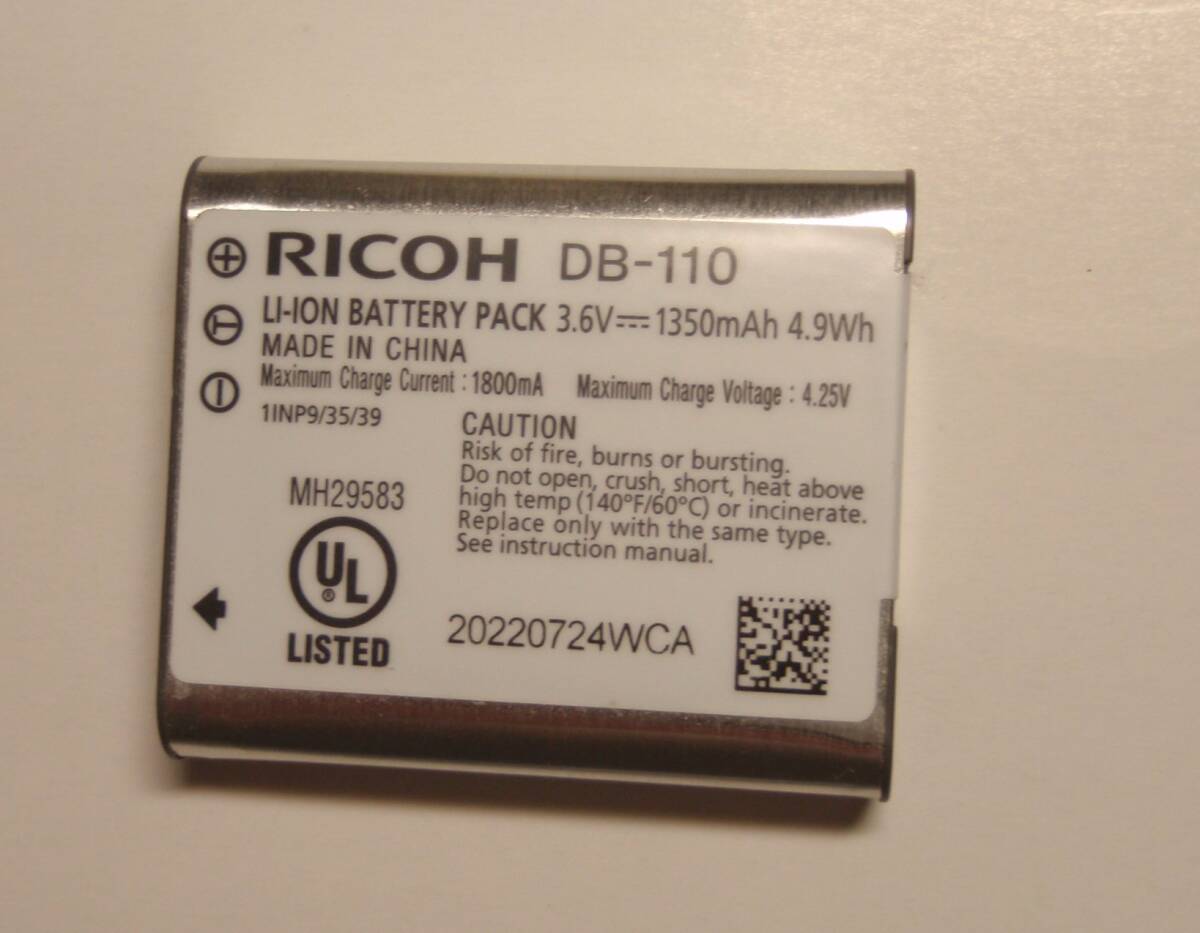 RICOH DB-110
LI-ION BATTERY PACK 3.6V⎓1350mAh 4.9Wh
MADE IN CHINA
Maximum Charge Current : 1800mA Maximum Charge Voltage : 4.25V
1INP9/35/39
CAUTION
Risk of fire, burns or bursting.
Do not open, crush, short, heat above
high temp (140°F/60°C) or incinerate.
Replace only with the same type.
See instruction manual.
MH29583
UL®
LISTED
20220724WCA